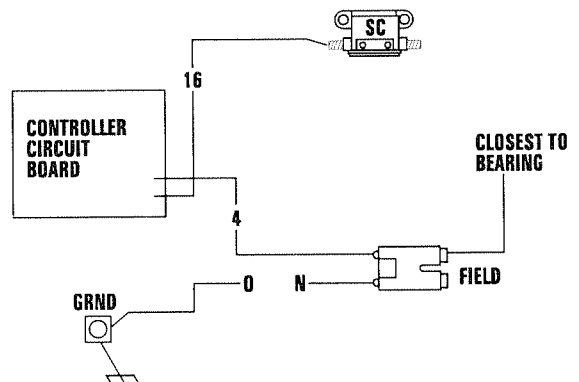 SC
16
CONTROLLER
CIRCUIT
BOARD
CLOSEST TO
BEARING
4
0 N
FIELD
GRND